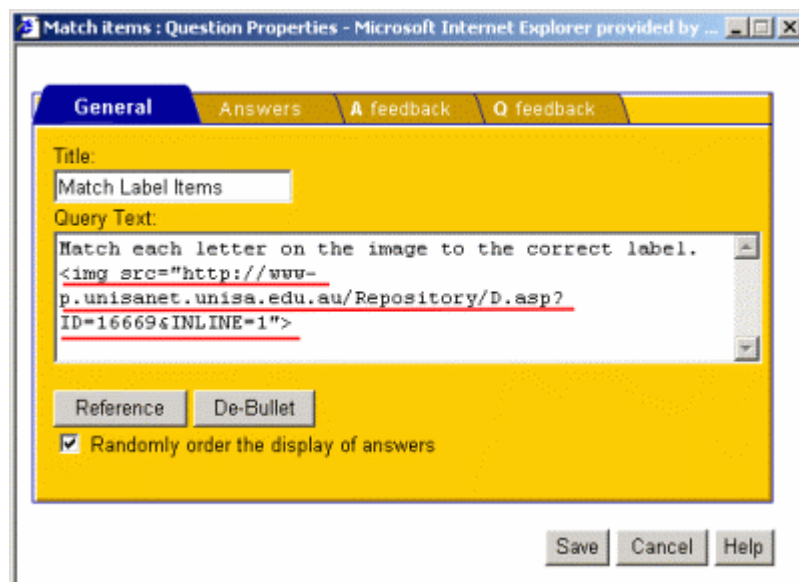 Match items : Question Properties - Microsoft Internet Explorer provided by ...
General Answers A feedback Q feedback
Title:
Match Label Items
Query Text:
Match each letter on the image to the correct label.
<img src="http://www-
p.unisanet.unisa.edu.au/Repository/D.asp?
ID=16669&INLINE=1">
Reference De-Bullet
Randomly order the display of answers
Save Cancel Help